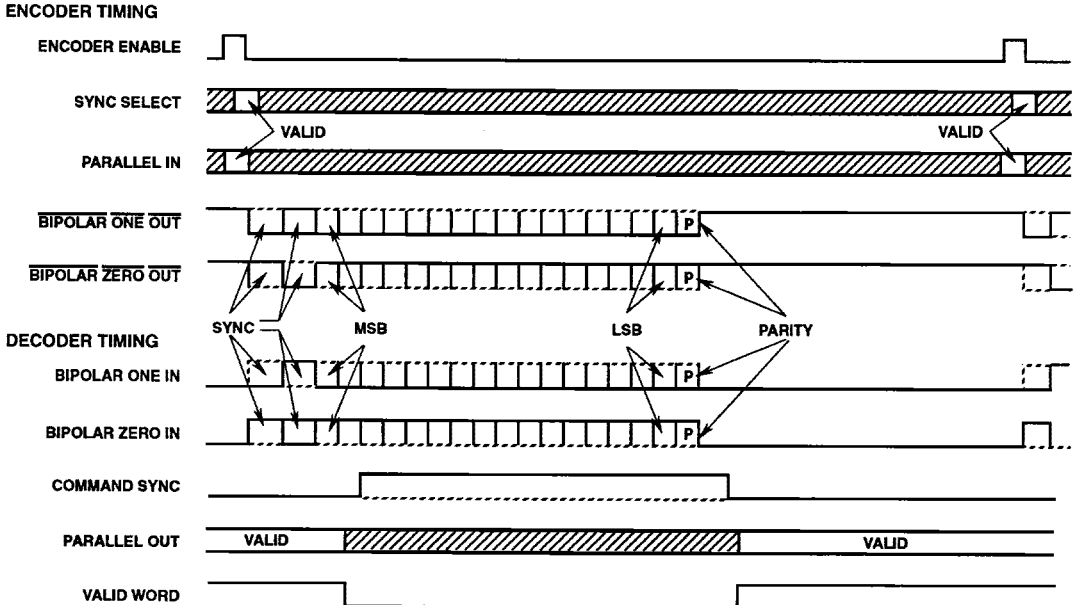 ENCODER TIMING
ENCODER ENABLE
SYNC SELECT
VALID
VALID
PARALLEL IN
BIPOLAR ONE OUT
P
BIPOLAR ZERO OUT
P
SYNC
MSB
LSB
PARITY
DECODER TIMING
BIPOLAR ONE IN
P
BIPOLAR ZERO IN
P
COMMAND SYNC
PARALLEL OUT
VALID
VALID
VALID WORD